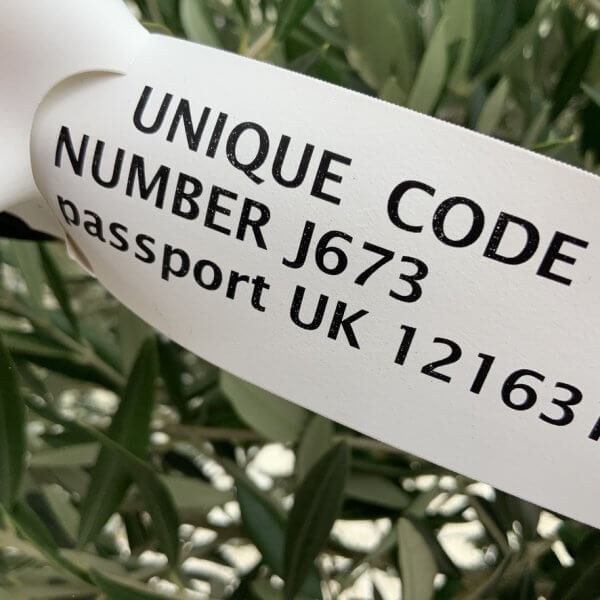 UNIQUE CODE
NUMBER J673
passport UK 12163